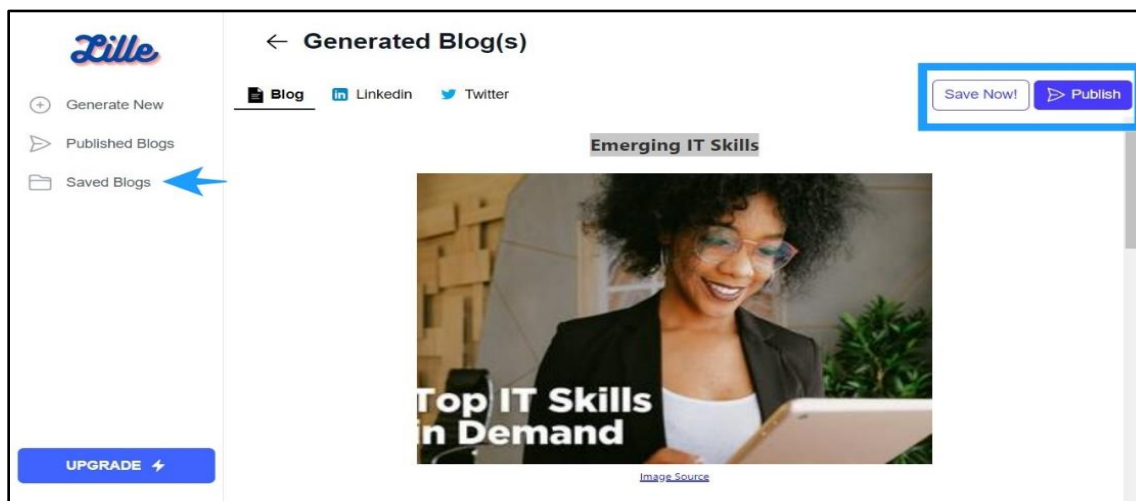 Lille
Generate New
Published Blogs
Saved Blogs
UPGRADE
← Generated Blog(s)
Blog Linkedin Twitter
Save Now! Publish
Emerging IT Skills
Top IT Skills
in Demand
Image Source